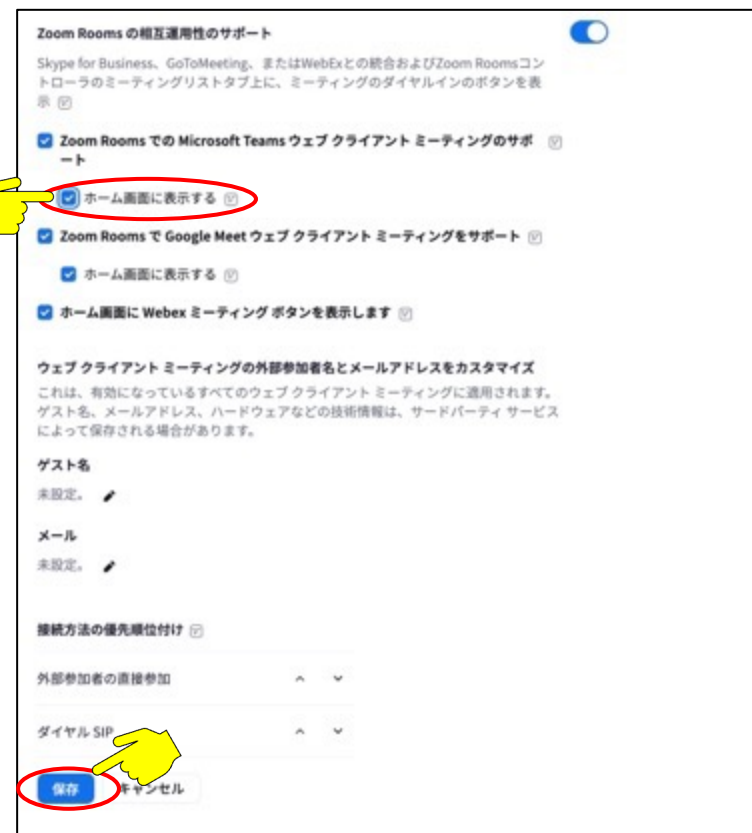 Zoom Rooms の相互運用性のサポート
Skype for Business、GoToMeeting、またはWebExとの統合およびZoom Roomsコン
トローラのミーティングリストタブ上に、ミーティングのダイヤルインのボタンを表
示
Zoom Rooms での Microsoft Teams ウェブ クライアント ミーティングのサポ
ート
ホーム画面に表示する
Zoom Rooms で Google Meet ウェブ クライアント ミーティングをサポート
ホーム画面に表示する
ホーム画面に Webex ミーティング ボタンを表示します
ウェブ クライアント ミーティングの外部参加者名とメールアドレスをカスタマイズ
これは、有効になっているすべてのウェブ クライアント ミーティングに適用されます。
ゲスト名、メールアドレス、ハードウェアなどの技術情報は、サードパーティ サービス
によって保存される場合があります。
ゲスト名
未設定。
メール
未設定。
接続方法の優先順位付け
外部参加者の直接参加
ダイヤル SIP
保存 キャンセル